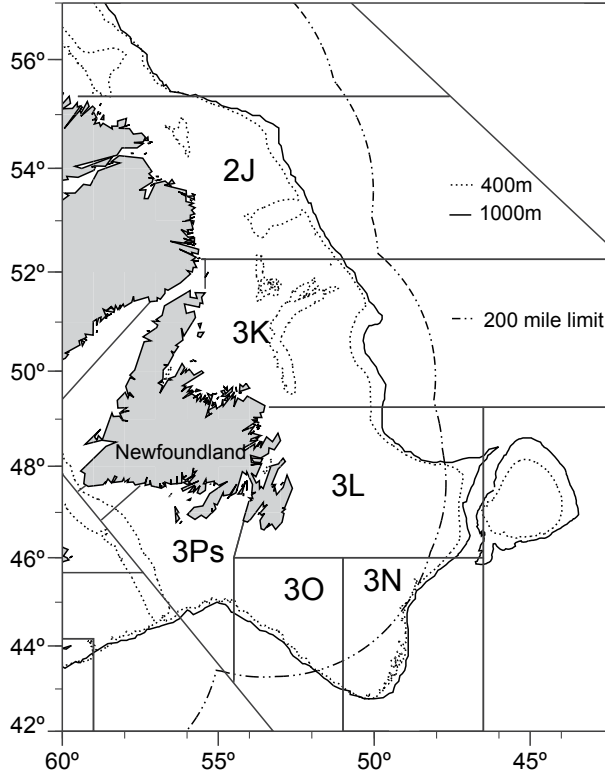 56º
54º
2J
400m
1000m
52º
3K
200 mile limit
50º
Newfoundland
48º
3L
3Ps
46º
3O
3N
44º
42º
60º
55º
50º
45º